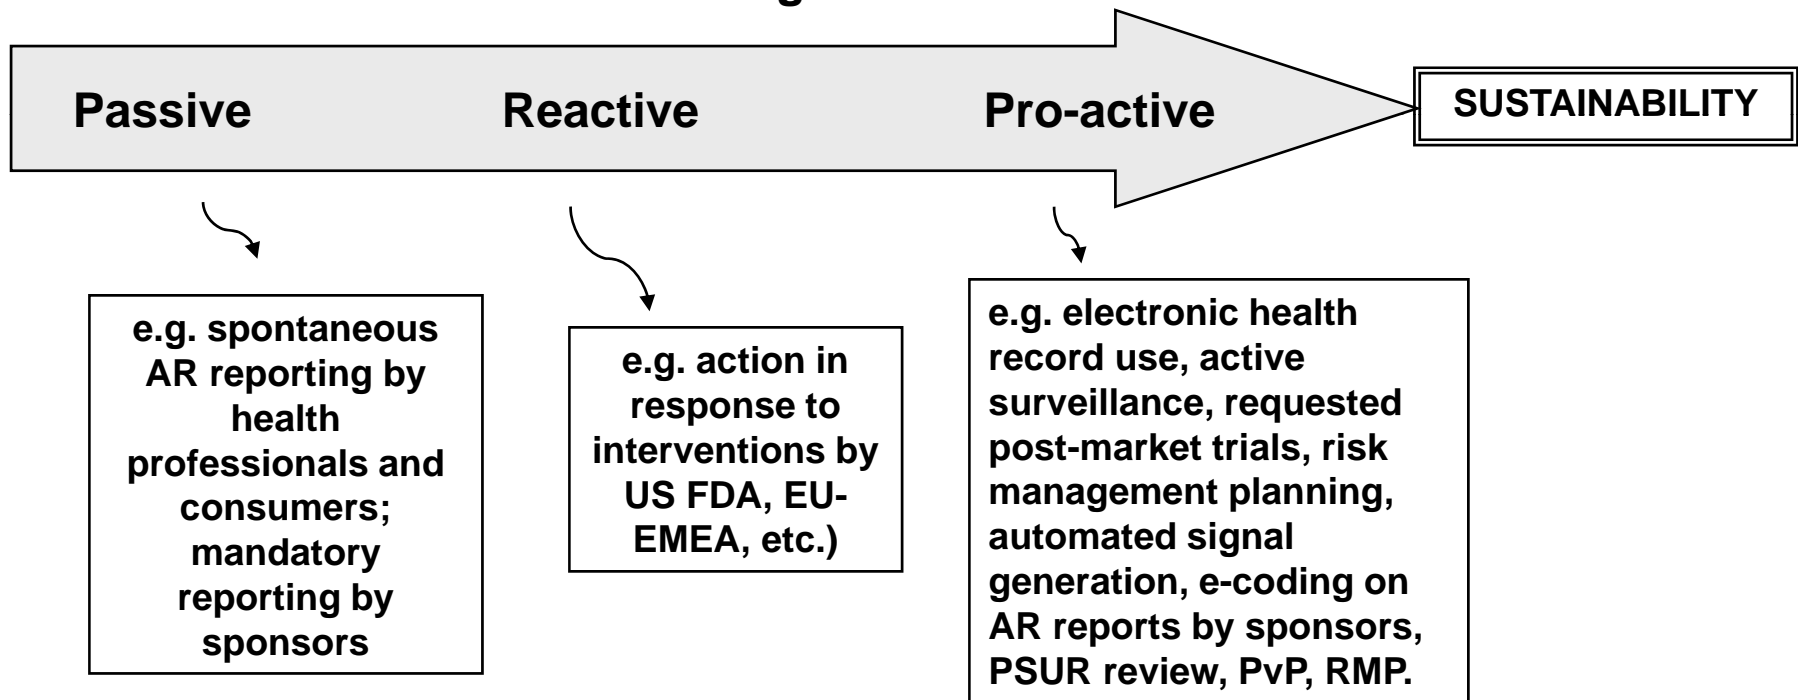 Passive Reactive Pro-active SUSTAINABILITY
e.g. spontaneous
AR reporting by
health
professionals and
consumers;
mandatory
reporting by
sponsors
e.g. action in
response to
interventions by
US FDA, EU-
EMEA, etc.)
e.g. electronic health
record use, active
surveillance, requested
post-market trials, risk
management planning,
automated signal
generation, e-coding on
AR reports by sponsors,
PSUR review, PvP, RMP.